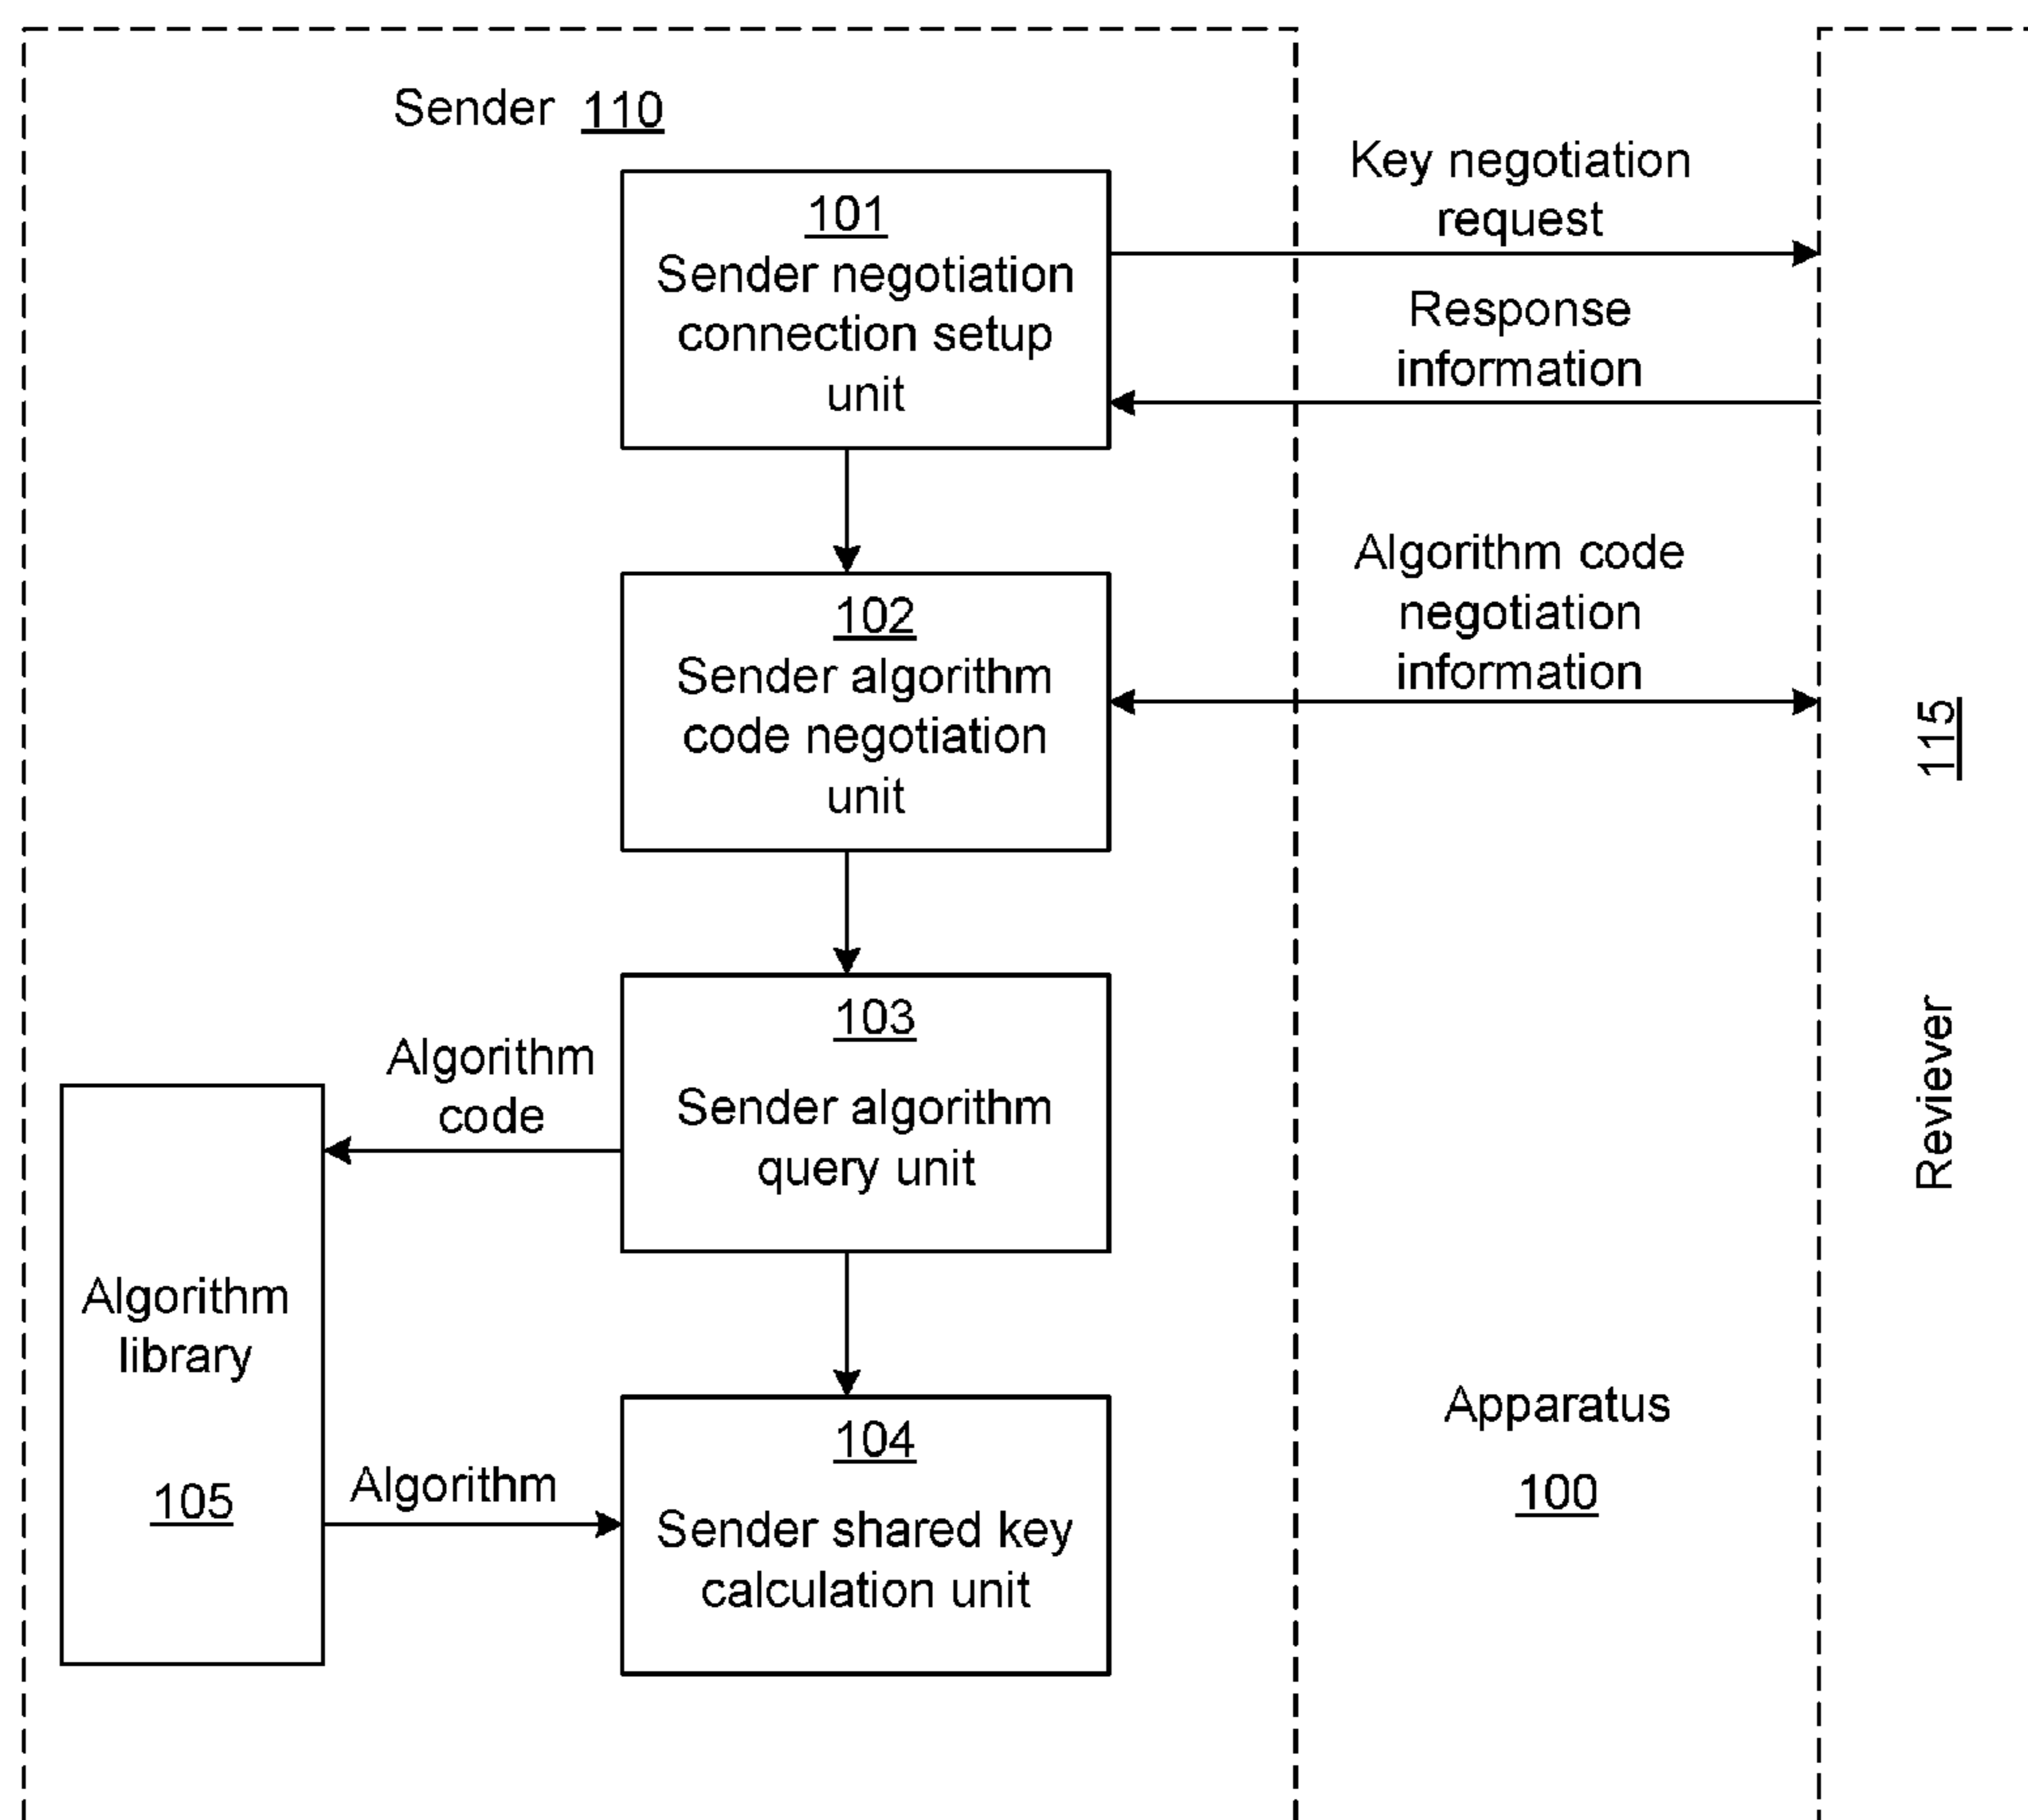 Sender 110
101
Sender negotiation
connection setup
unit
Key negotiation
request
Response
information
102
Sender algorithm
code negotiation
unit
Algorithm code
negotiation
information
103
Sender algorithm
query unit
Algorithm
code
Algorithm
library
105
Algorithm
104
Sender shared key
calculation unit
Apparatus
100
Reviever 115